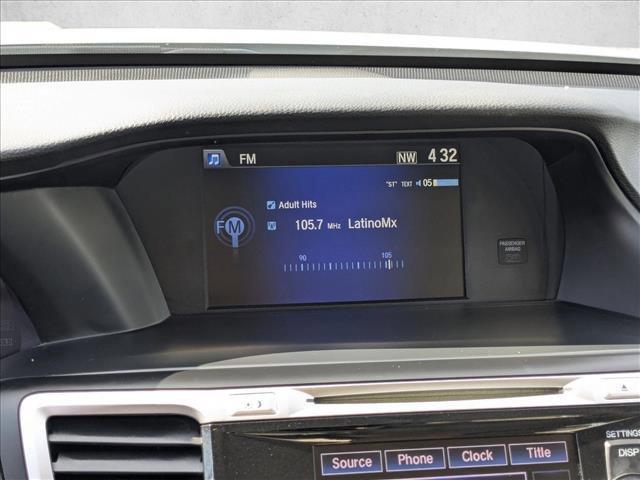 FM NW 4 32
"ST" TEXT 05
Adult Hits
FM 105.7 MHz LatinoMx
90 105
PASSENGER
AIRBAG
SETTINGS
Source Phone Clock Title DISP